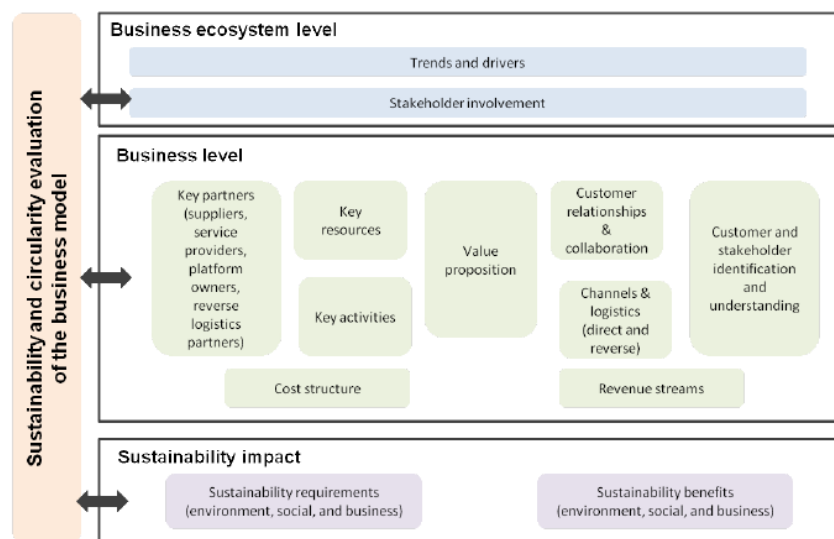 Sustainability and circularity evaluation
of the business model
Business ecosystem level
Trends and drivers
Stakeholder involvement
Business level
Key partners
(suppliers,
service
providers,
platform
owners,
reverse
logistics
partners)
Key
resources
Key activities
Value
proposition
Customer
relationships
&
collaboration
Channels &
logistics
(direct and
reverse)
Customer and
stakeholder
identification
and
understanding
Cost structure
Revenue streams
Sustainability impact
Sustainability requirements
(environment, social, and business)
Sustainability benefits
(environment, social, and business)